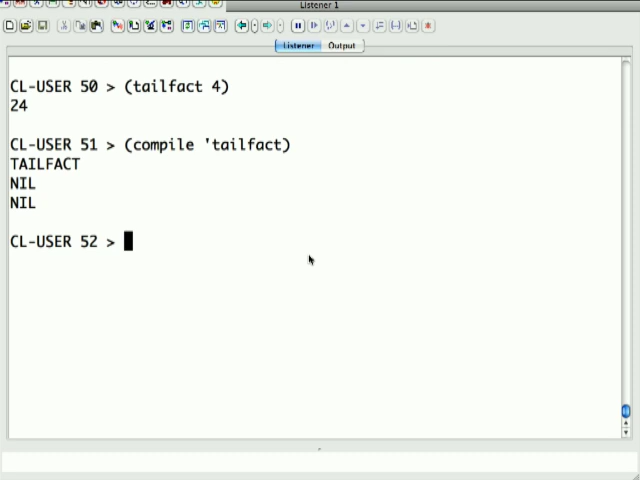 Listener 1
Listener Output
CL-USER 50 > (tailfact 4)
24
CL-USER 51 > (compile 'tailfact)
TAILFACT
NIL
NIL
CL-USER 52 >